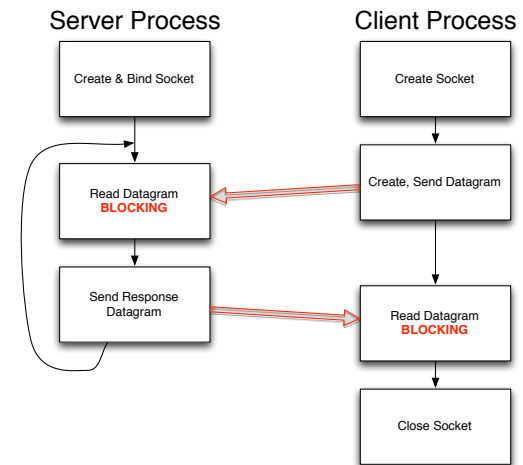 Server Process
Create & Bind Socket
Read Datagram
BLOCKING
Send Response
Datagram
Client Process
Create Socket
Create, Send Datagram
Read Datagram
BLOCKING
Close Socket